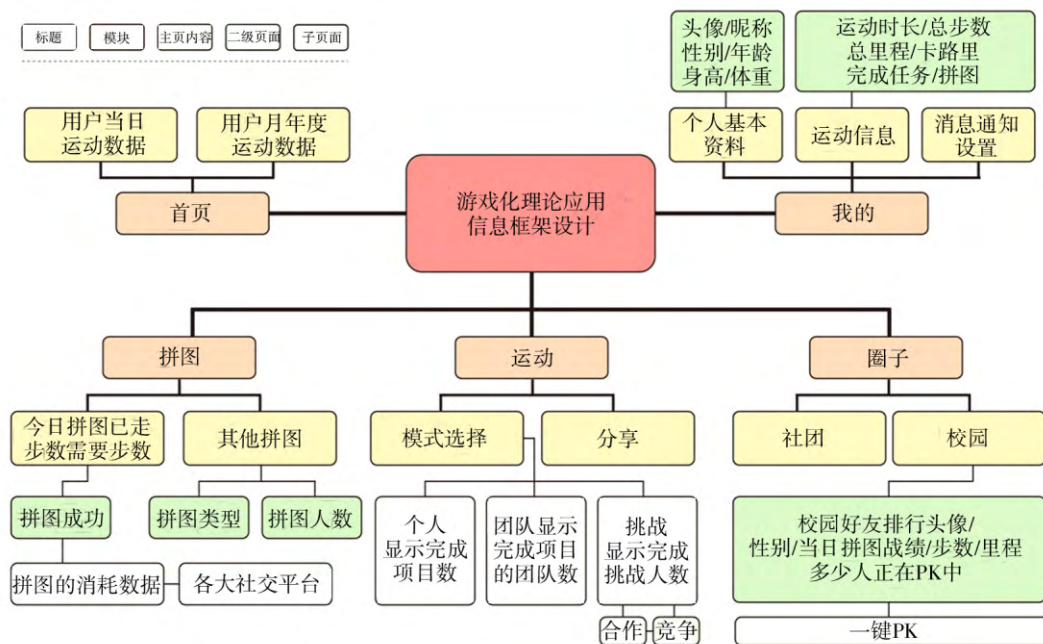 标题
模块
主页内容
二级页面
子页面
头像/昵称
性别/年龄
身高/体重
运动时长/总步数
总里程/卡路里
完成任务/拼图
用户当日
运动数据
用户月年度
运动数据
个人基本
资料
运动信息
消息通知
设置
首页
游戏化理论应用
信息框架设计
我的
拼图
运动
圈子
今日拼图已走
步数需要步数
其他拼图
模式选择
分享
社团
校园
拼图成功
拼图类型
拼图人数
个人
显示完成
项目数
团队显示
完成项目
的团队数
挑战
显示完成
挑战人数
校园好友排行头像/
性别/当日拼图战绩/步数/里程
多少人正在PK中
拼图的消耗数据
各大社交平台
合作
竞争
一键PK